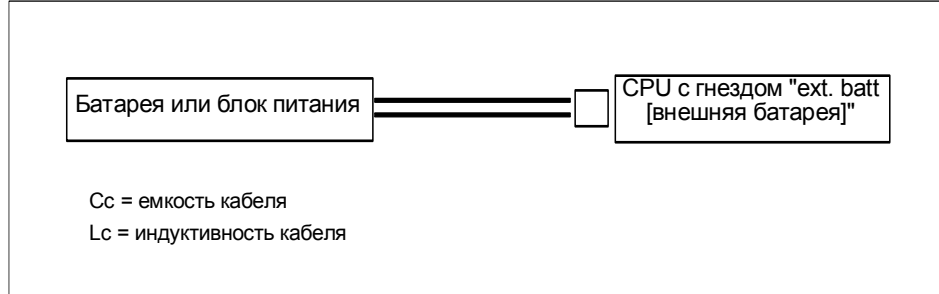 Батарея или блок питания
CPU с гнездом "ext. batt
[внешняя батарея]"
Cc = емкость кабеля
Lc = индуктивность кабеля